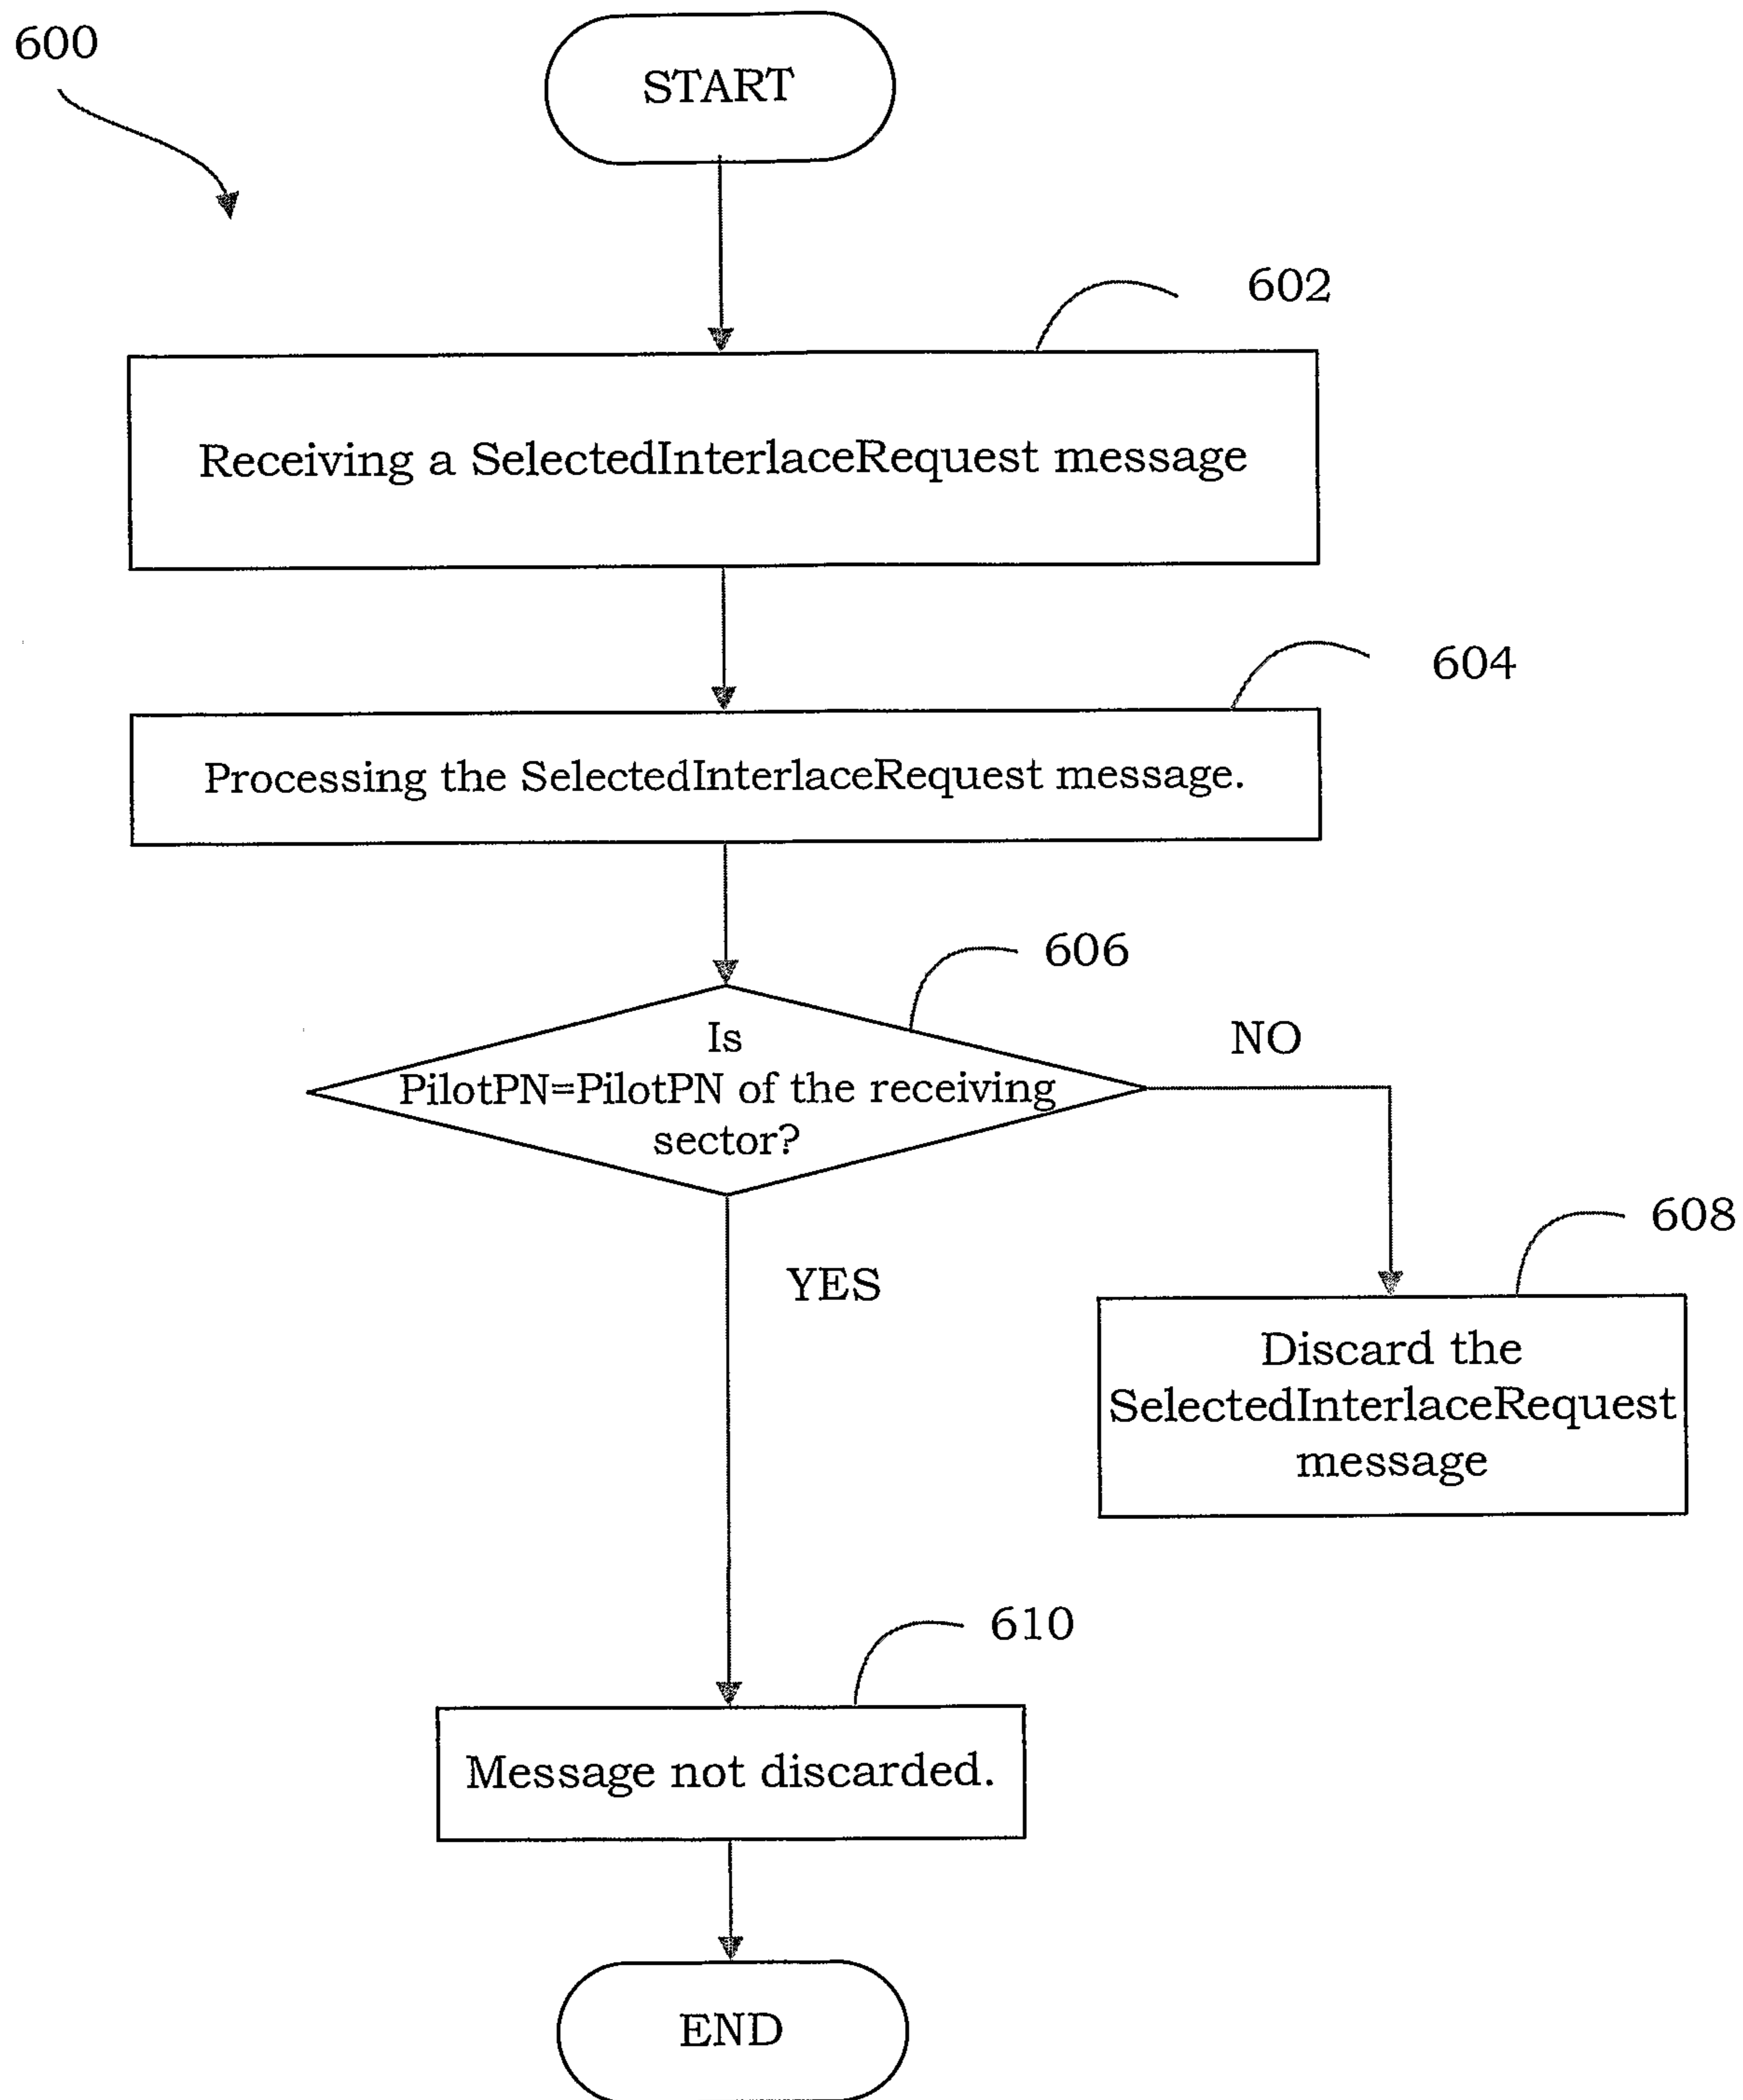 600
START
602
Receiving a SelectedInterlaceRequest message
604
Processing the SelectedInterlaceRequest message.
606
Is
PilotPN=PilotPN of the receiving
sector?
NO
608
YES
Discard the
SelectedInterlaceRequest
message
610
Message not discarded.
END